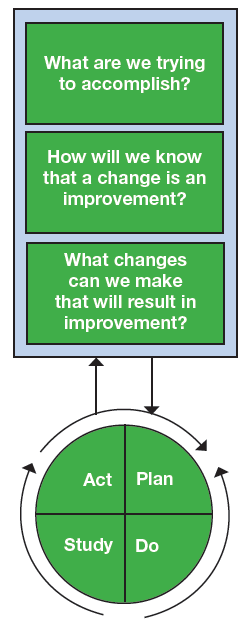 What are we trying
to accomplish?
How will we know
that a change is an
improvement?
What changes
can we make
that will result in
improvement?
Act
Plan
Study
Do